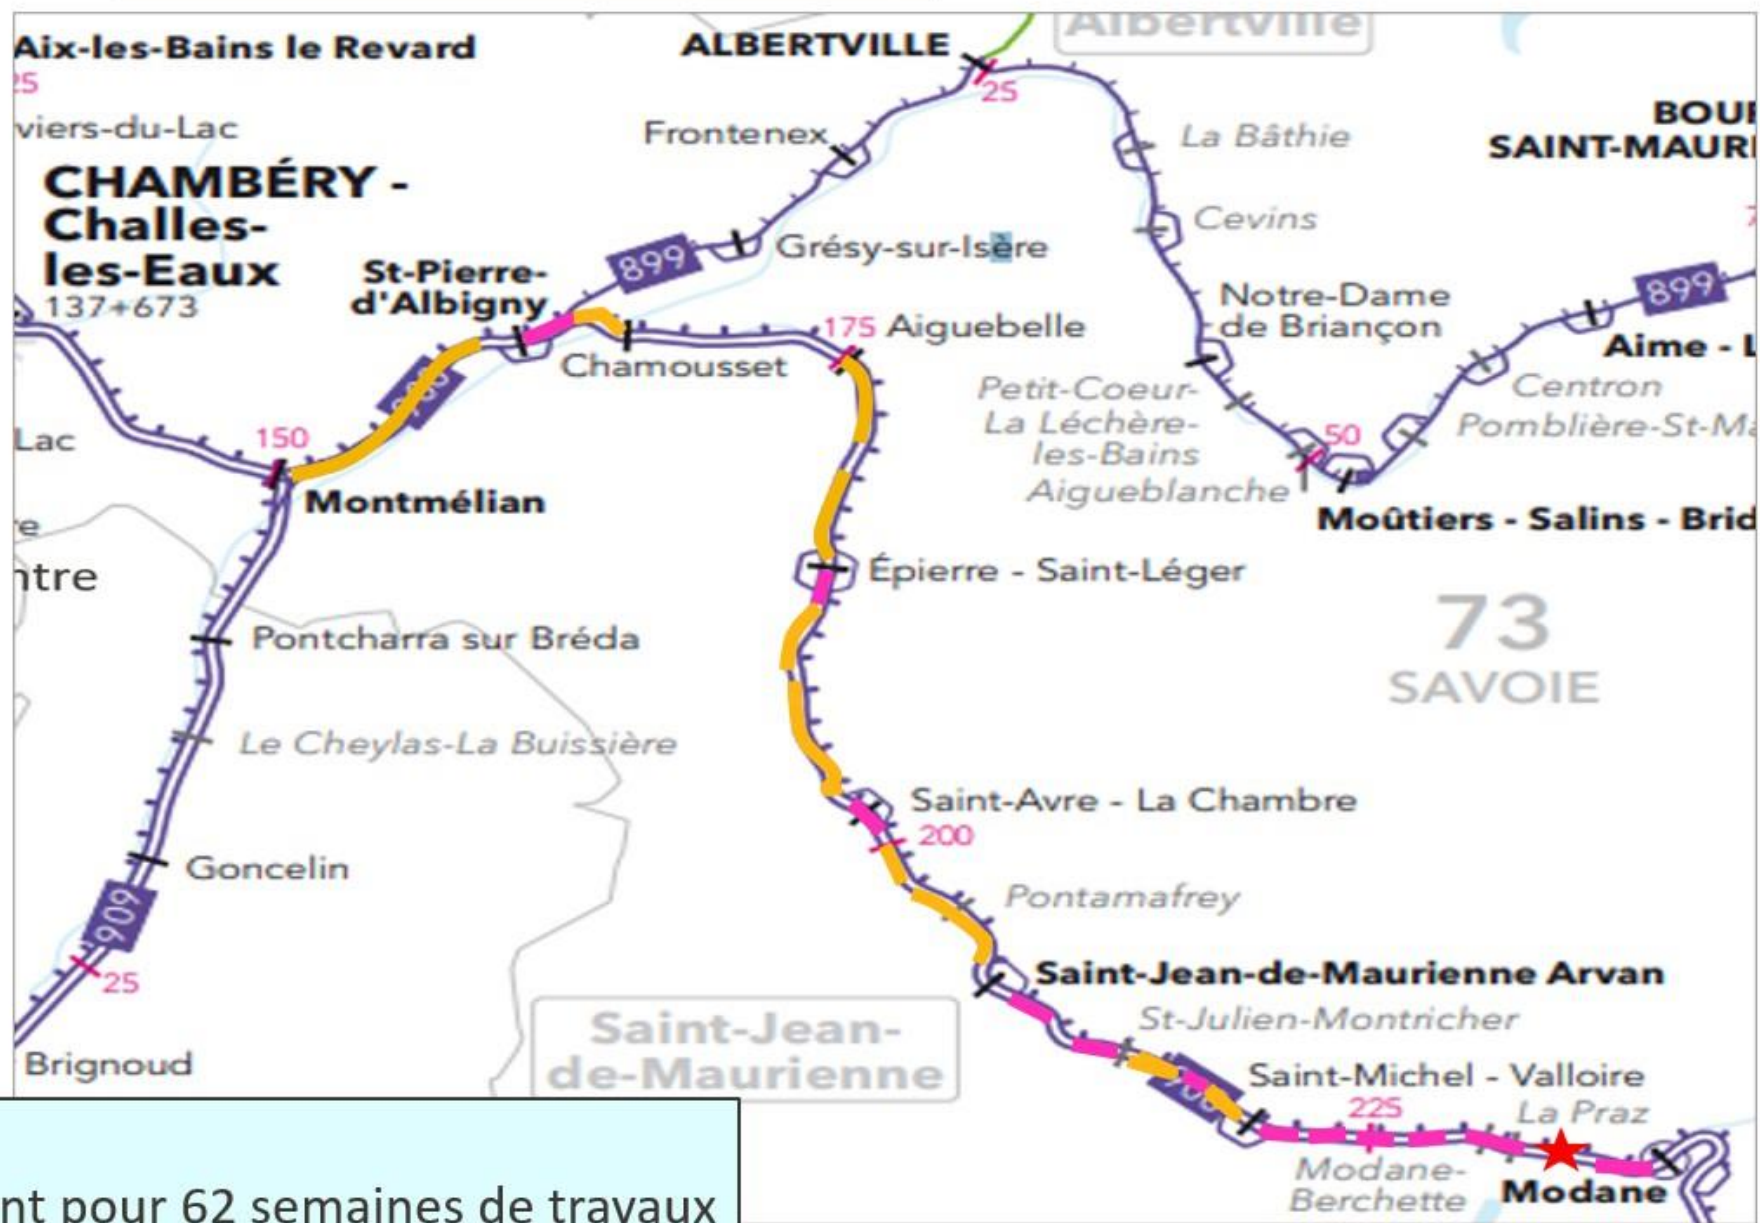 Aix-les-Bains le Revard
25
viers-du-Lac
CHAMBÉRY -
Challes-
les-Eaux
137+673
ALBERTVILLE
Albertville
25
Frontenex
La Bâthie
BOUR
SAINT-MAURI
Cevins
Grésy-sur-Isère
899
St-Pierre-
d'Albigny
Notre-Dame
de Briançon
899
175 Aiguebelle
Aime - L
Chamousset
Petit-Coeur-
La Léchère-
les-Bains
Aigueblanche
Centron
Pomblière-St-Ma
50
Lac
150
Montmélian
Moûtiers - Salins - Brid
re
ntre
Épierre - Saint-Léger
73
SAVOIE
Pontcharra sur Bréda
Le Cheylas-La Buissière
Saint-Avre - La Chambre
200
Goncelin
Pontamafrey
909
25
Saint-Jean-de-Maurienne Arvan
St-Julien-Montricher
Saint-Jean-
de-Maurienne
Brignoud
Saint-Michel - Valloire
225
La Praz
Modane-
Berchette
Modane
nt pour 62 semaines de travaux